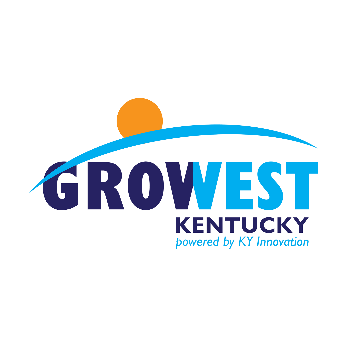 GROWEST
KENTUCKY
powered by KY Innovation